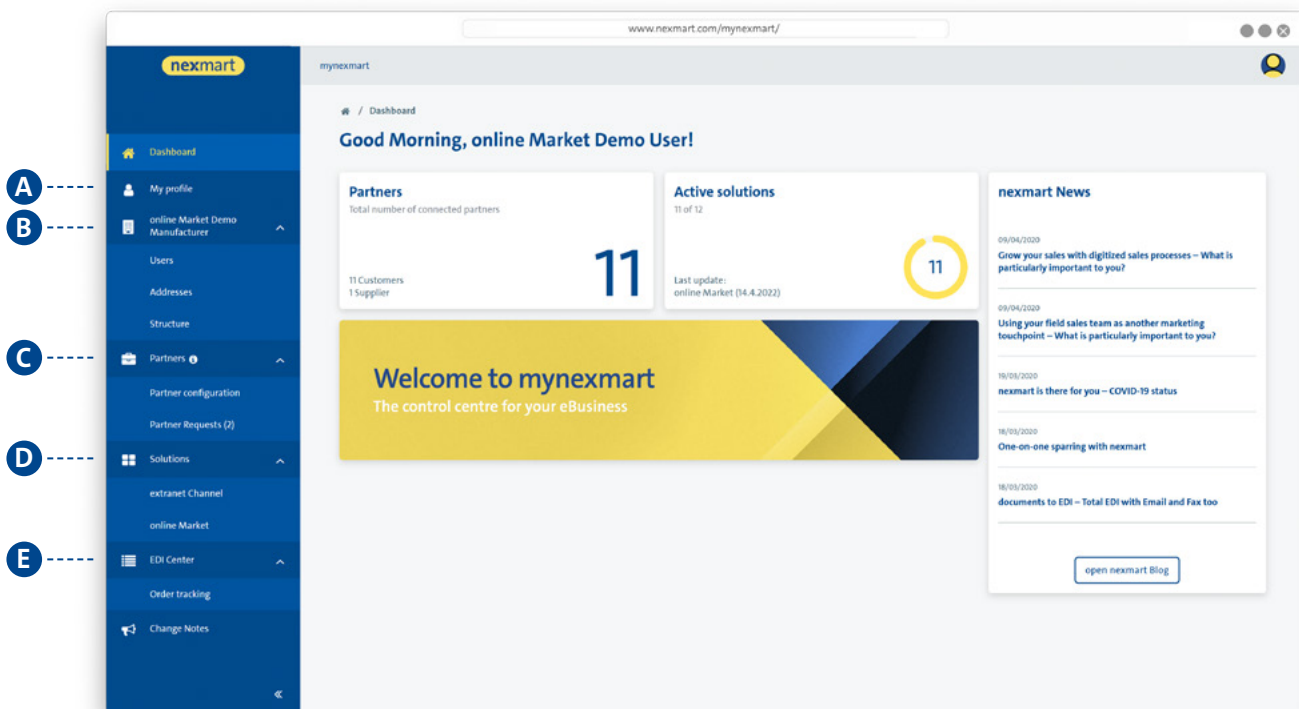 www.nexmart.com/mynexmart/
nexmart
mynexmart
/ Dashboard
Good Morning, online Market Demo User!
Dashboard
A
My profile
B
online Market Demo
Manufacturer
Users
Addresses
Structure
C
Partners
Partner configuration
Partner Requests (2)
D
Solutions
extranet Channel
online Market
E
EDI Center
Order tracking
Change Notes
Partners
Total number of connected partners
11 Customers
1 Supplier
11
Active solutions
11 of 12
Last update:
online Market (14.4.2022)
11
Welcome to mynexmart
The control centre for your eBusiness
nexmart News
09/04/2020
Grow your sales with digitized sales processes – What is
particularly important to you?
09/04/2020
Using your field sales team as another marketing
touchpoint – What is particularly important to you?
19/03/2020
nexmart is there for you – COVID-19 status
18/03/2020
One-on-one sparring with nexmart
18/03/2020
documents to EDI – Total EDI with Email and Fax too
open nexmart Blog